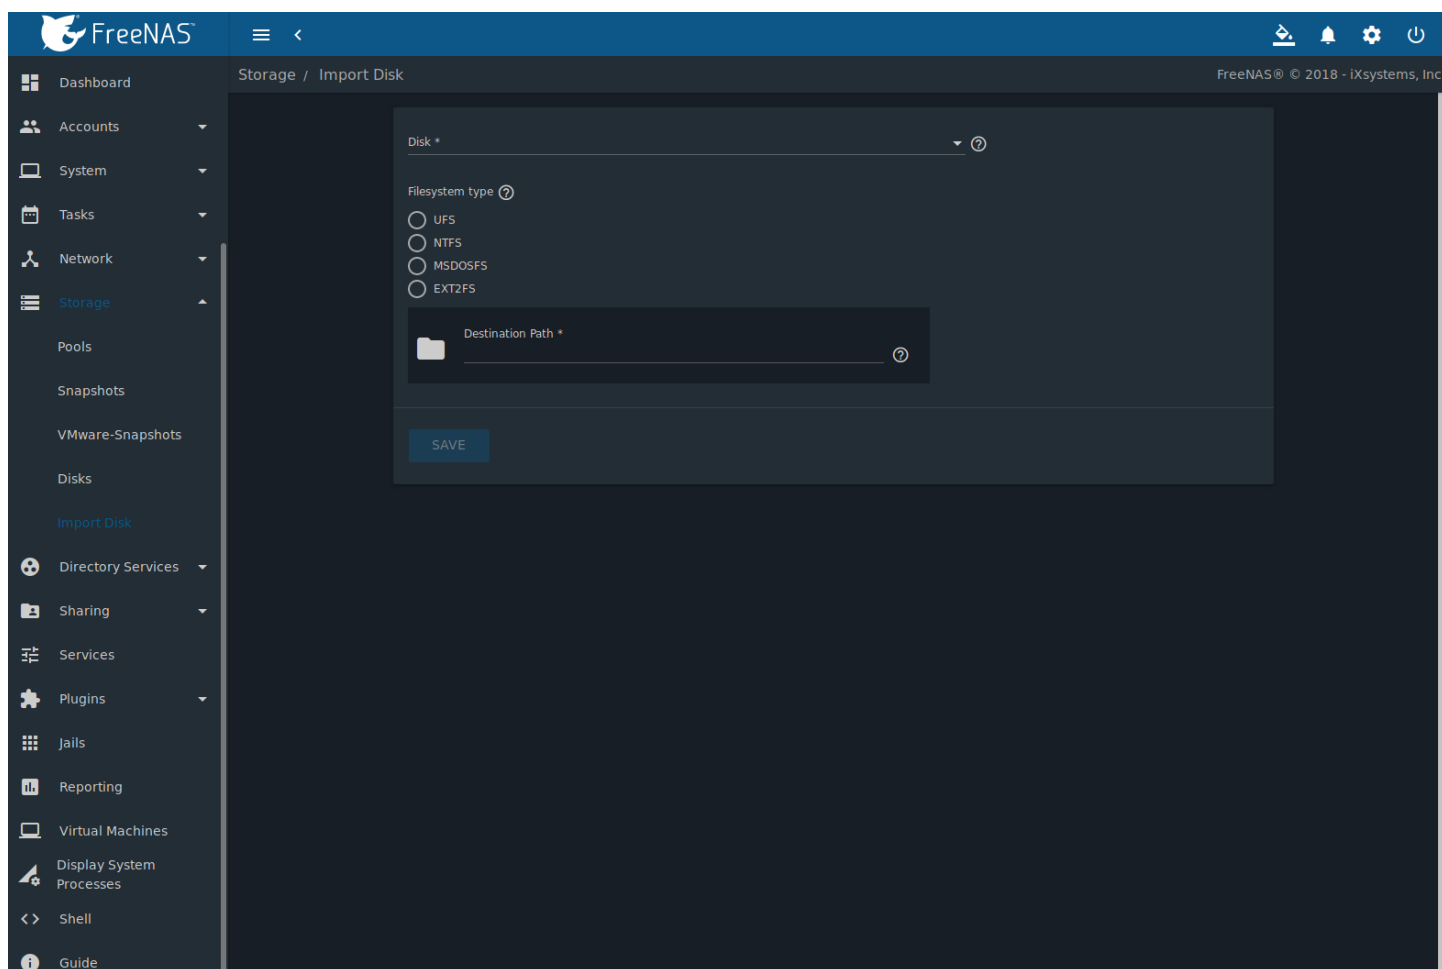 FreeNAS™
Storage / Import Disk
FreeNAS® © 2018 - iXsystems, Inc
Dashboard
Accounts
System
Tasks
Network
Storage
Pools
Snapshots
VMware-Snapshots
Disks
Import Disk
Directory Services
Sharing
Services
Plugins
Jails
Reporting
Virtual Machines
Display System
Processes
Shell
Guide
Disk *
Filesystem type
UFS
NTFS
MSDOSFS
EXT2FS
Destination Path *
SAVE